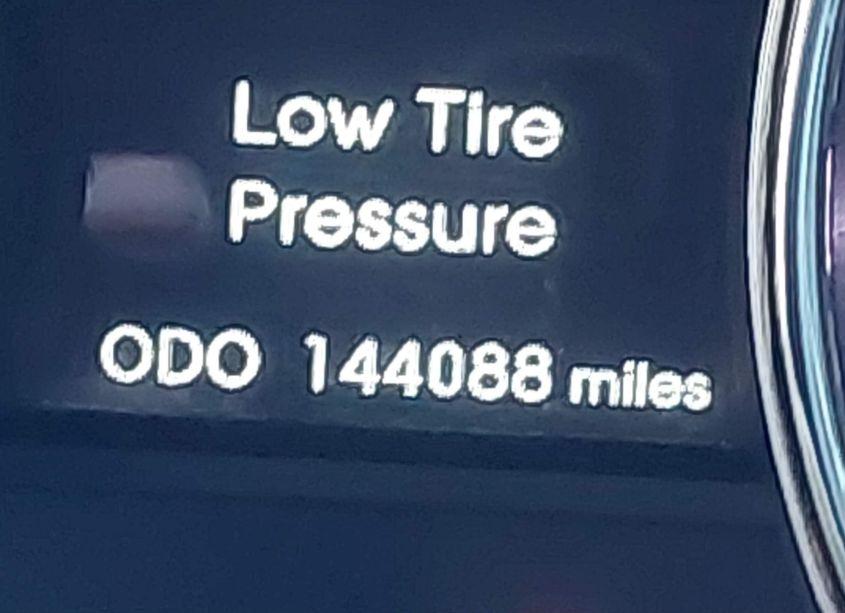 Low Tire
Pressure
ODO 144088 miles